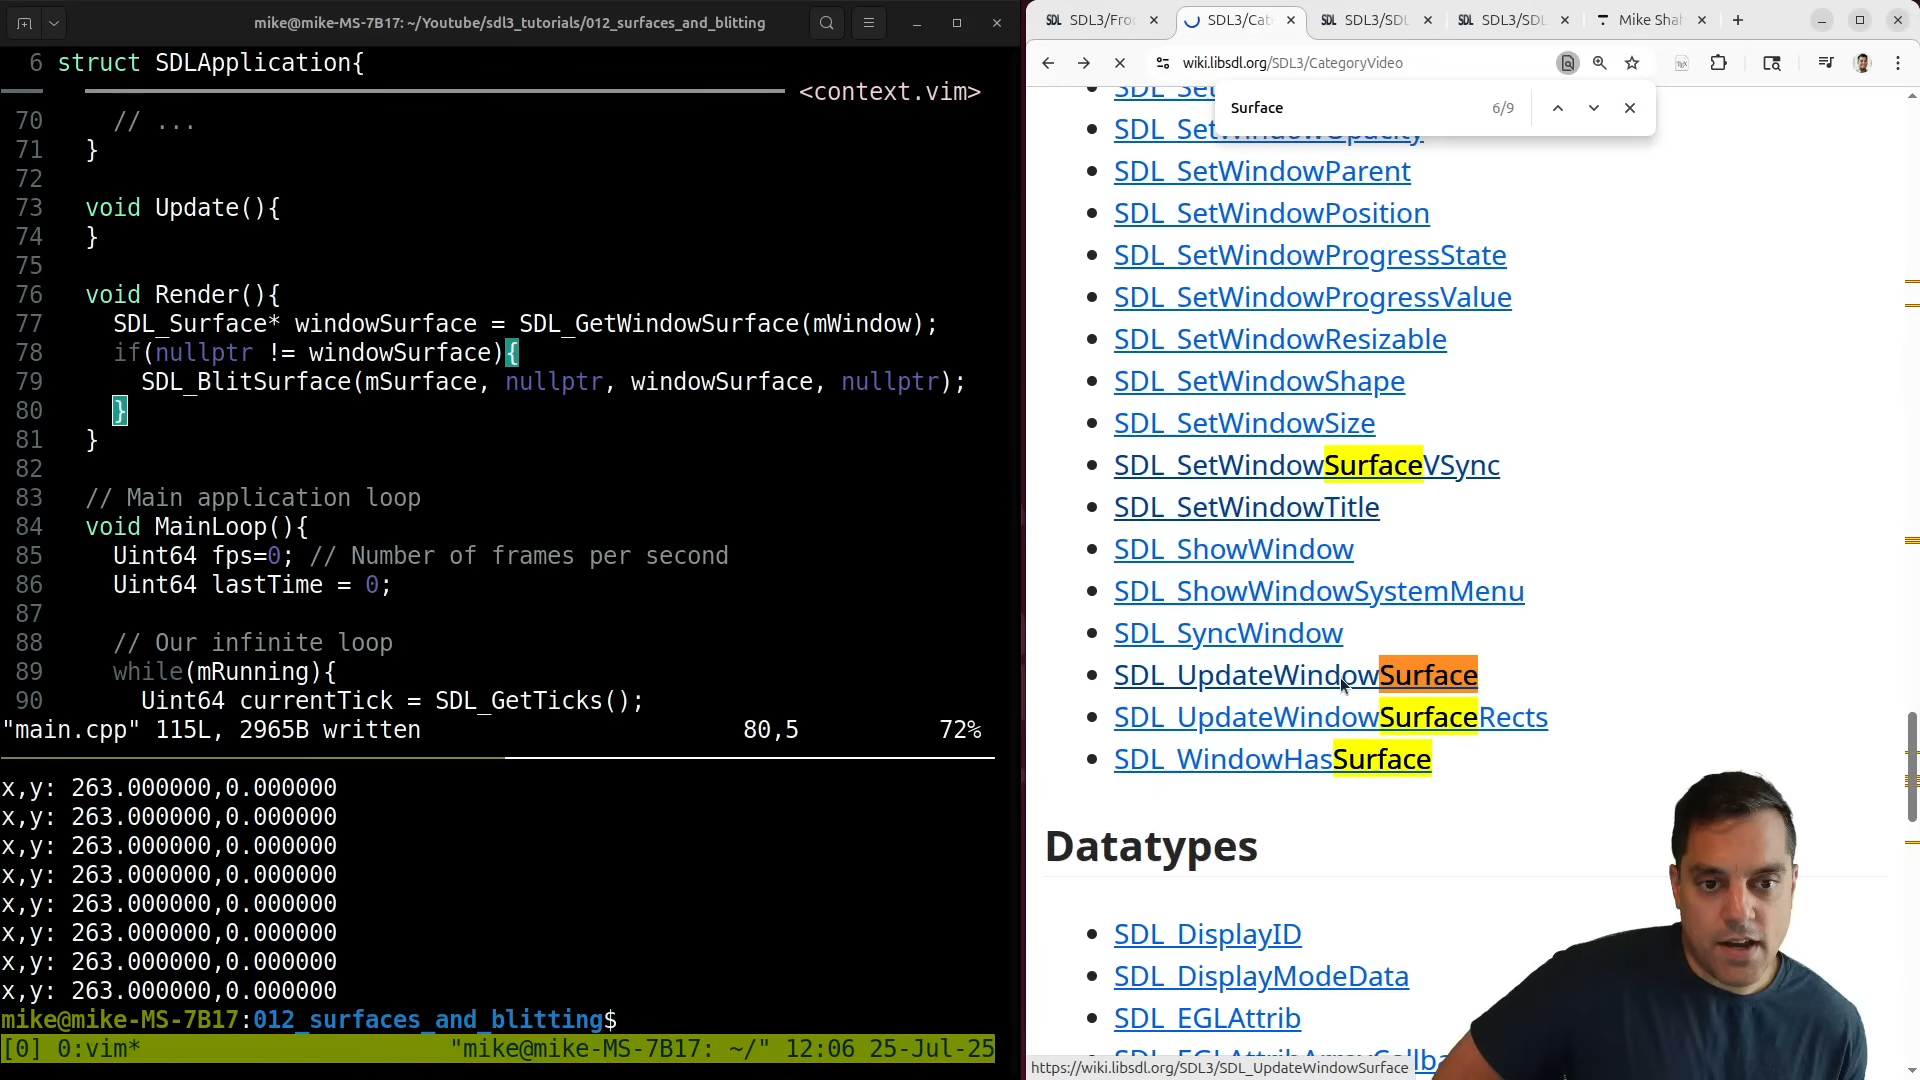 mike@mike-MS-7B17: ~/Youtube/sdl3_tutorials/012_surfaces_and_blitting
6 struct SDLApplication{
<context.vim>
70 // ...
71 }
72
73 void Update(){
74 }
75
76 void Render(){
77 SDL_Surface* windowSurface = SDL_GetWindowSurface(mWindow);
78 if(nullptr != windowSurface){
79 SDL_BlitSurface(mSurface, nullptr, windowSurface, nullptr);
80 }
81 }
82
83 // Main application loop
84 void MainLoop(){
85 Uint64 fps=0; // Number of frames per second
86 Uint64 lastTime = 0;
87
88 // Our infinite loop
89 while(mRunning){
90 Uint64 currentTick = SDL_GetTicks();
"main.cpp" 115L, 2965B written 80,5 72%
x,y: 263.000000,0.000000
x,y: 263.000000,0.000000
x,y: 263.000000,0.000000
x,y: 263.000000,0.000000
x,y: 263.000000,0.000000
x,y: 263.000000,0.000000
x,y: 263.000000,0.000000
x,y: 263.000000,0.000000
mike@mike-MS-7B17:012_surfaces_and_blitting$
[0] 0:vim* "mike@mike-MS-7B17: ~/" 12:06 25-Jul-25
SDL3/Fro SDL3/Cat SDL3/SDL SDL3/SDL Mike Shah
wiki.libsdl.org/SDL3/CategoryVideo
Surface 6/9
SDL_SetWindowOpacity
SDL_SetWindowParent
SDL_SetWindowPosition
SDL_SetWindowProgressState
SDL_SetWindowProgressValue
SDL_SetWindowResizable
SDL_SetWindowShape
SDL_SetWindowSize
SDL_SetWindowSurfaceVSync
SDL_SetWindowTitle
SDL_ShowWindow
SDL_ShowWindowSystemMenu
SDL_SyncWindow
SDL_UpdateWindowSurface
SDL_UpdateWindowSurfaceRects
SDL_WindowHasSurface
Datatypes
SDL_DisplayID
SDL_DisplayModeData
SDL_EGLAttrib
SDL_EGLAttribArrayCallba
https://wiki.libsdl.org/SDL3/SDL_UpdateWindowSurface